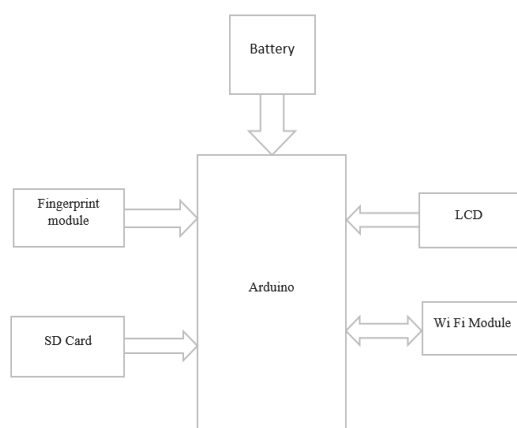 Battery
Fingerprint
module
LCD
Arduino
SD Card
Wi Fi Module